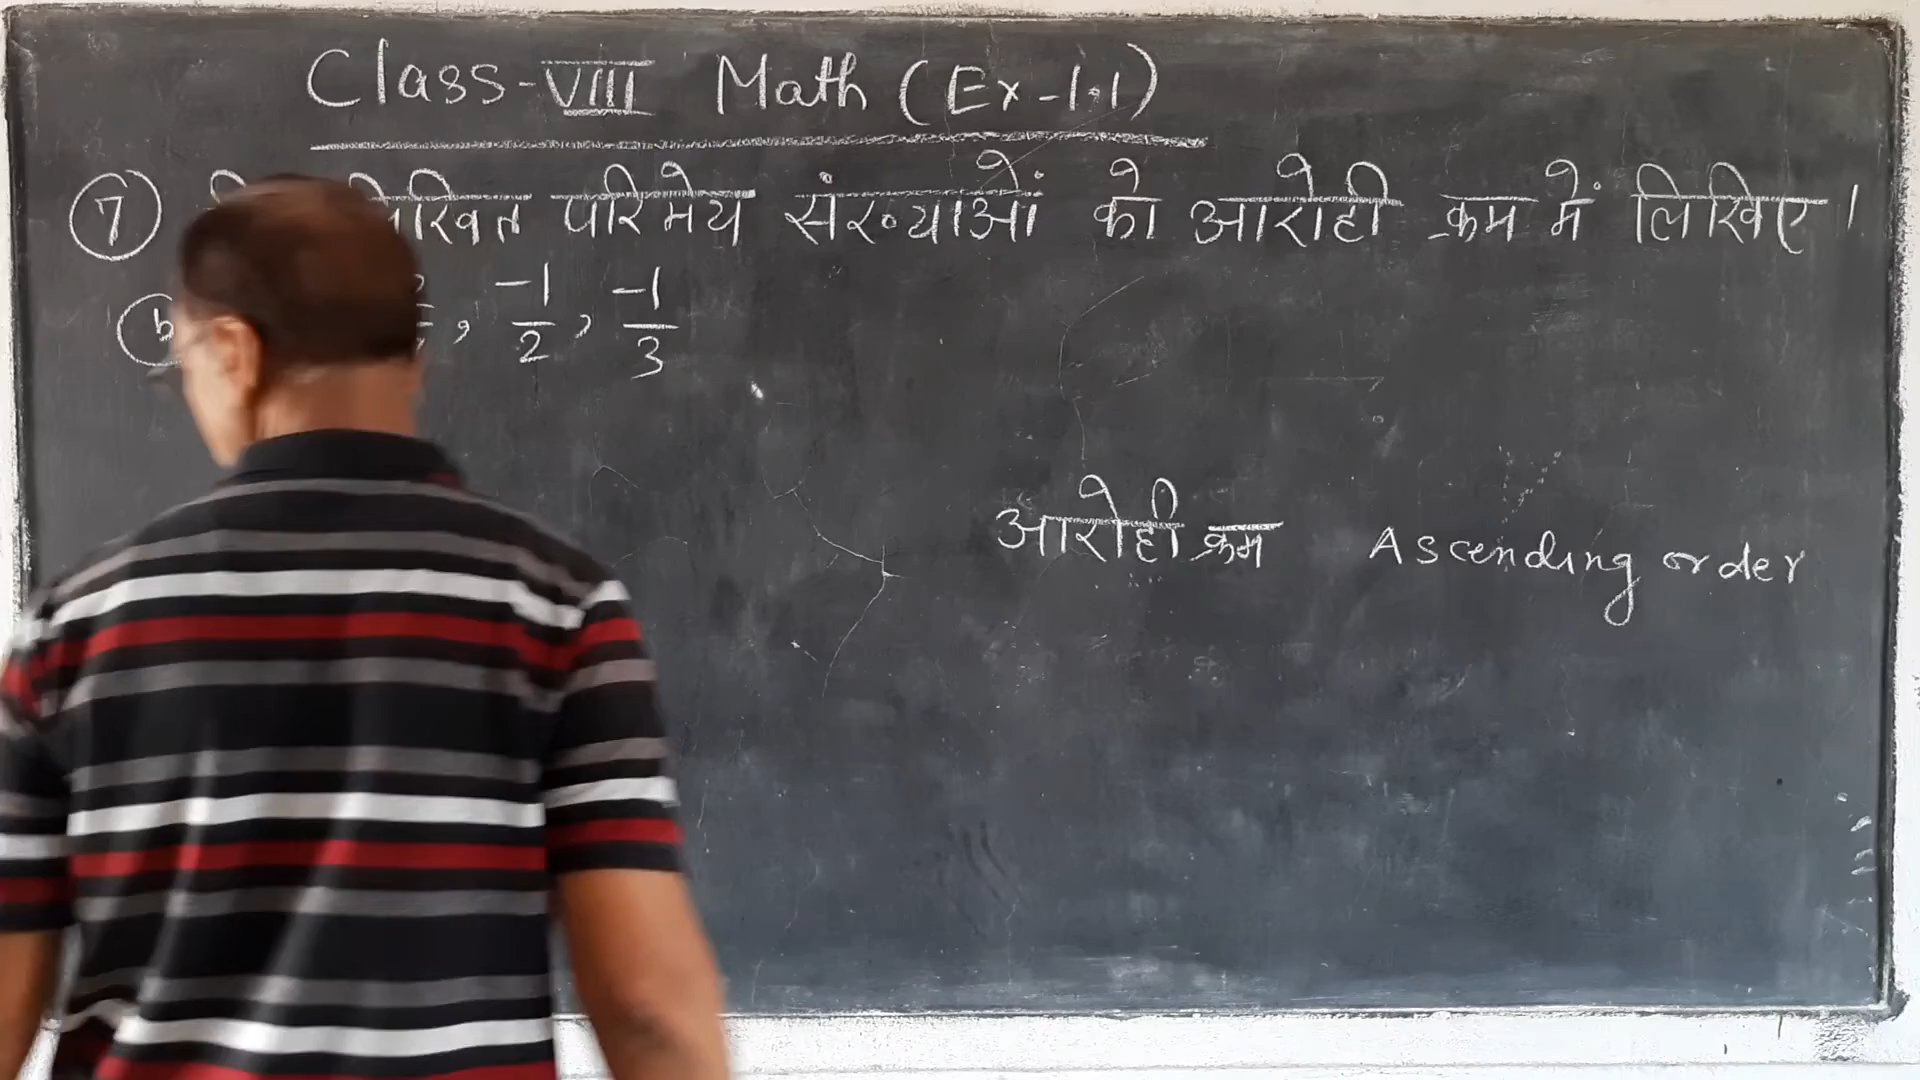 Class-VIII Math (Ex-1.1)
7 परिमेय संख्याओं को आरोही क्रम में लिखिए।
b , -1/2, -1/3
आरोही क्रम Ascending order